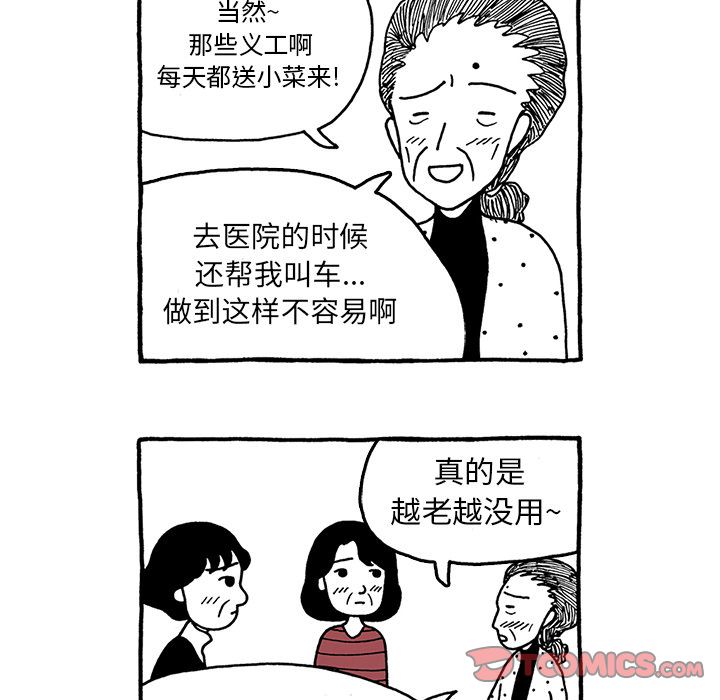 当然~
那些义工啊
每天都送小菜来!
去医院的时候
还帮我叫车...
做到这样不容易啊
真的是
越老越没用~
TOCOMICS.COM